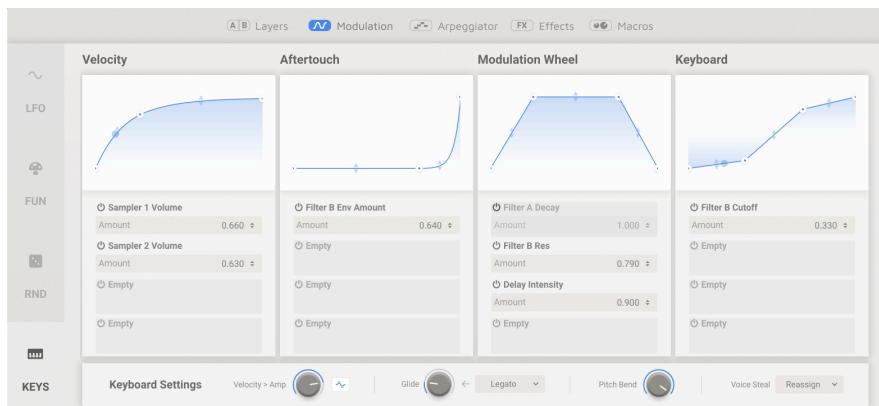 A B Layers Modulation Arpeggiator FX Effects Macros
Velocity Aftertouch Modulation Wheel Keyboard
LFO
FUN
RND
KEYS
Sampler 1 Volume
Amount 0.660
Sampler 2 Volume
Amount 0.630
Empty
Empty
Filter B Env Amount
Amount 0.640
Empty
Empty
Empty
Filter A Decay
Amount 1.000
Filter B Res
Amount 0.790
Delay Intensity
Amount 0.900
Empty
Filter B Cutoff
Amount 0.330
Empty
Empty
Empty
Keyboard Settings Velocity > Amp Glide ← Legato Pitch Bend Voice Steal Reassign